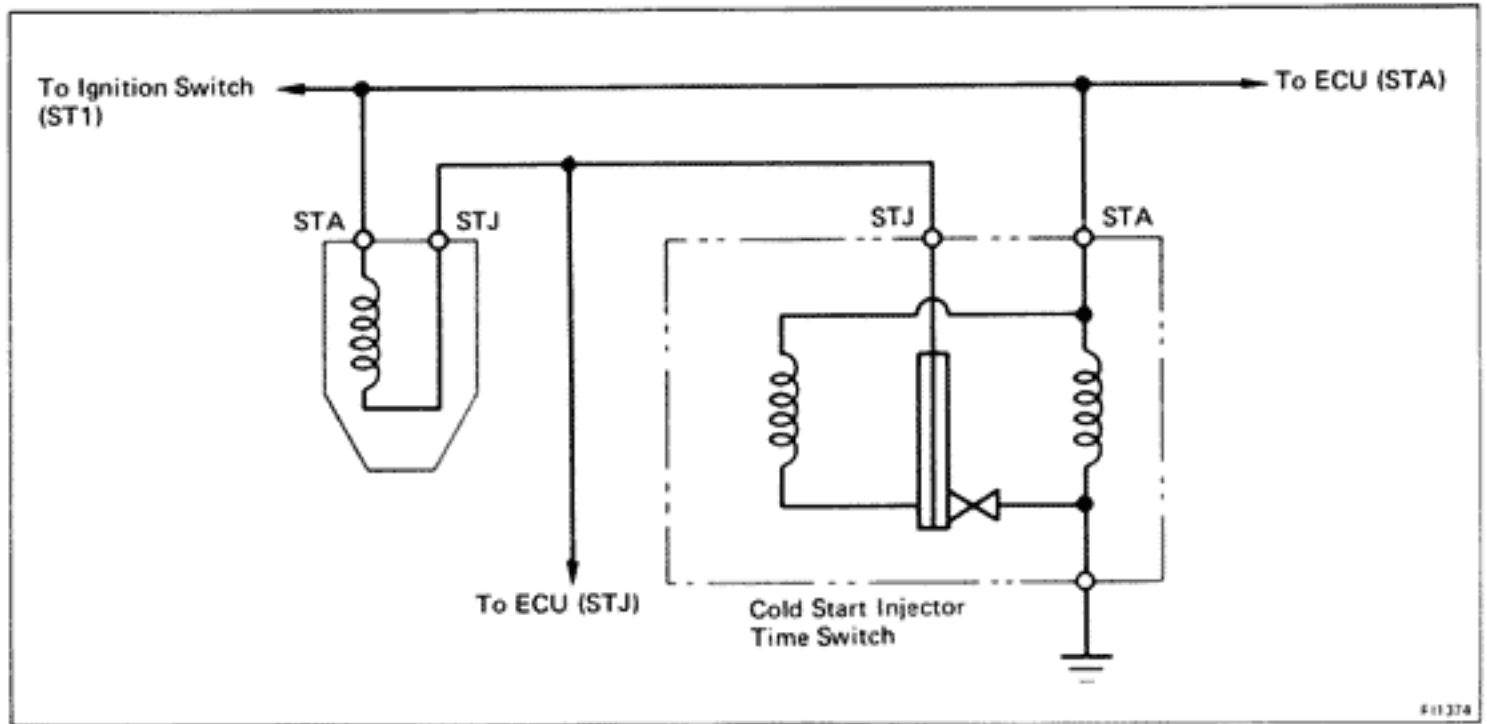 To Ignition Switch
(ST1)
To ECU (STA)
STA
STJ
STJ
STA
To ECU (STJ)
Cold Start Injector
Time Switch
FI1374